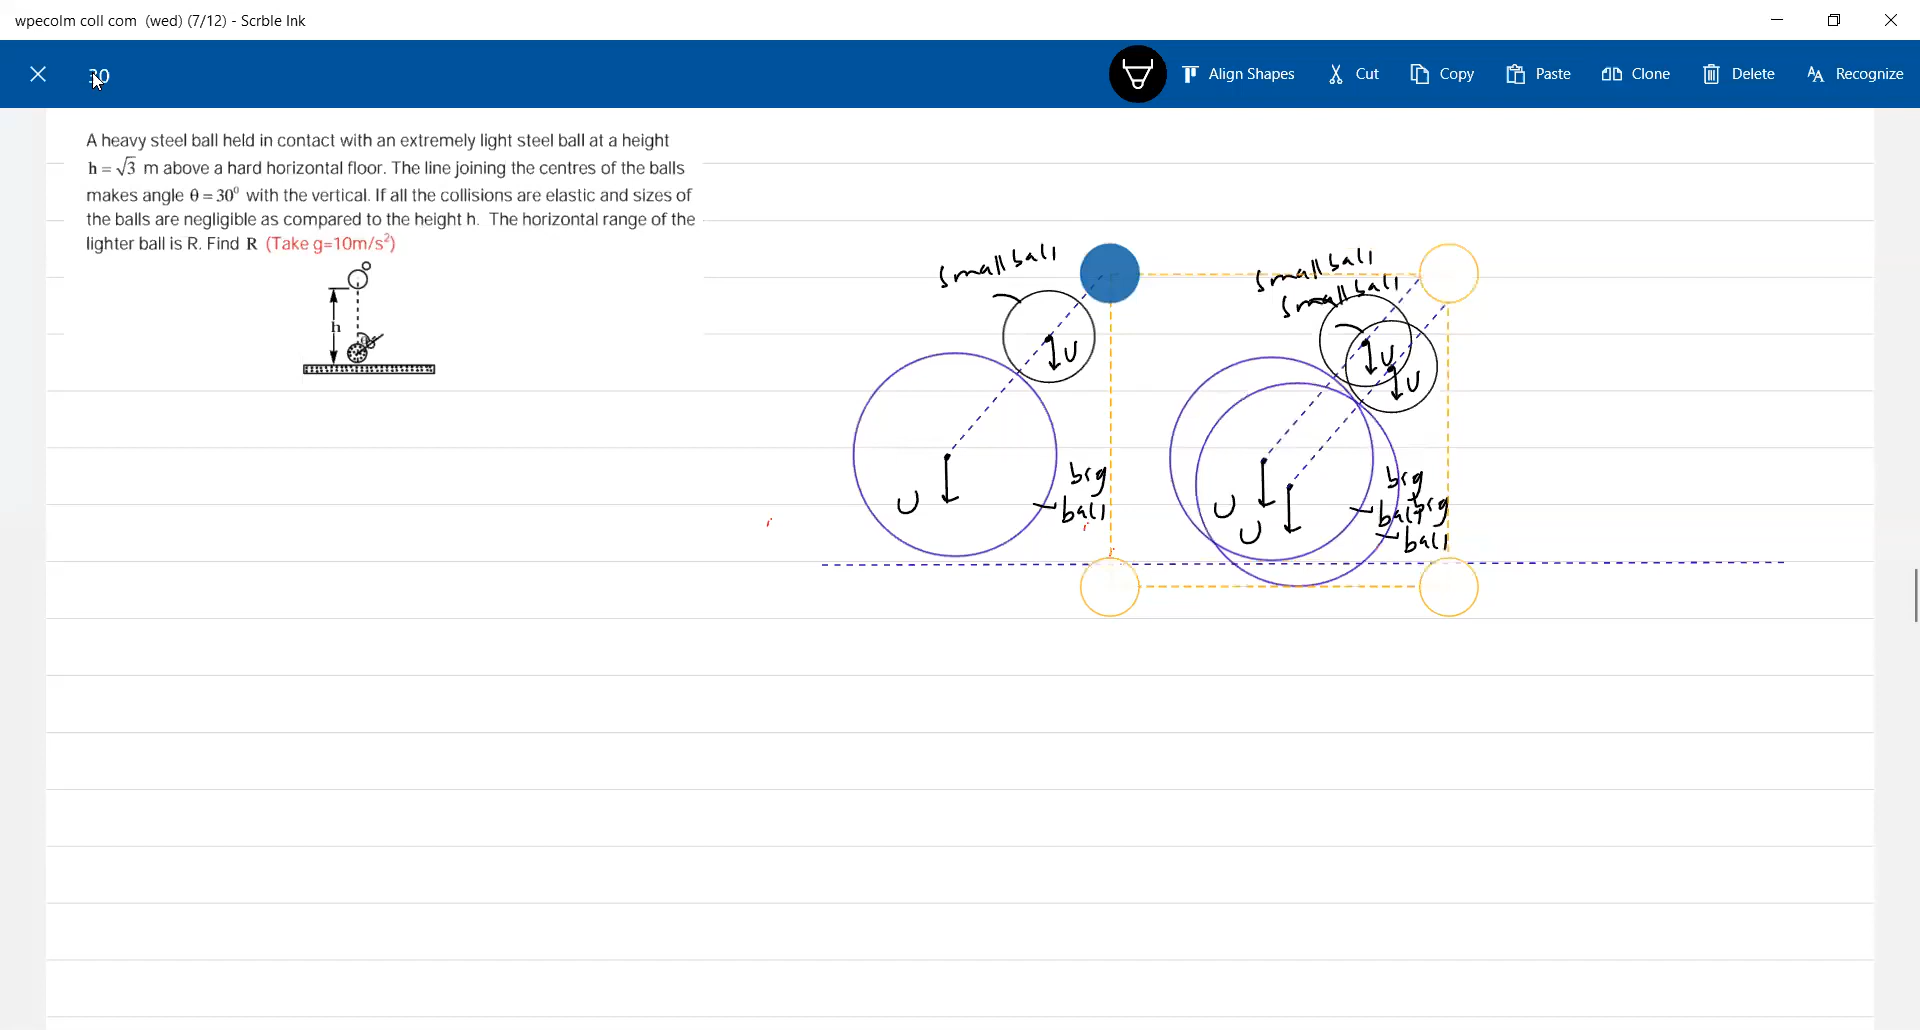 wpecolm coll com (wed) (7/12) - Scrble Ink
30
Align Shapes
Cut
Copy
Paste
Clone
Delete
Recognize
A heavy steel ball held in contact with an extremely light steel ball at a height
h = √3 m above a hard horizontal floor. The line joining the centres of the balls
makes angle θ = 30⁰ with the vertical. If all the collisions are elastic and sizes of
the balls are negligible as compared to the height h. The horizontal range of the
lighter ball is R. Find R (Take g=10m/s²)
h
small ball
U
U
big
ball
small ball
small ball
U
U
U
U
big
ball
big
ball